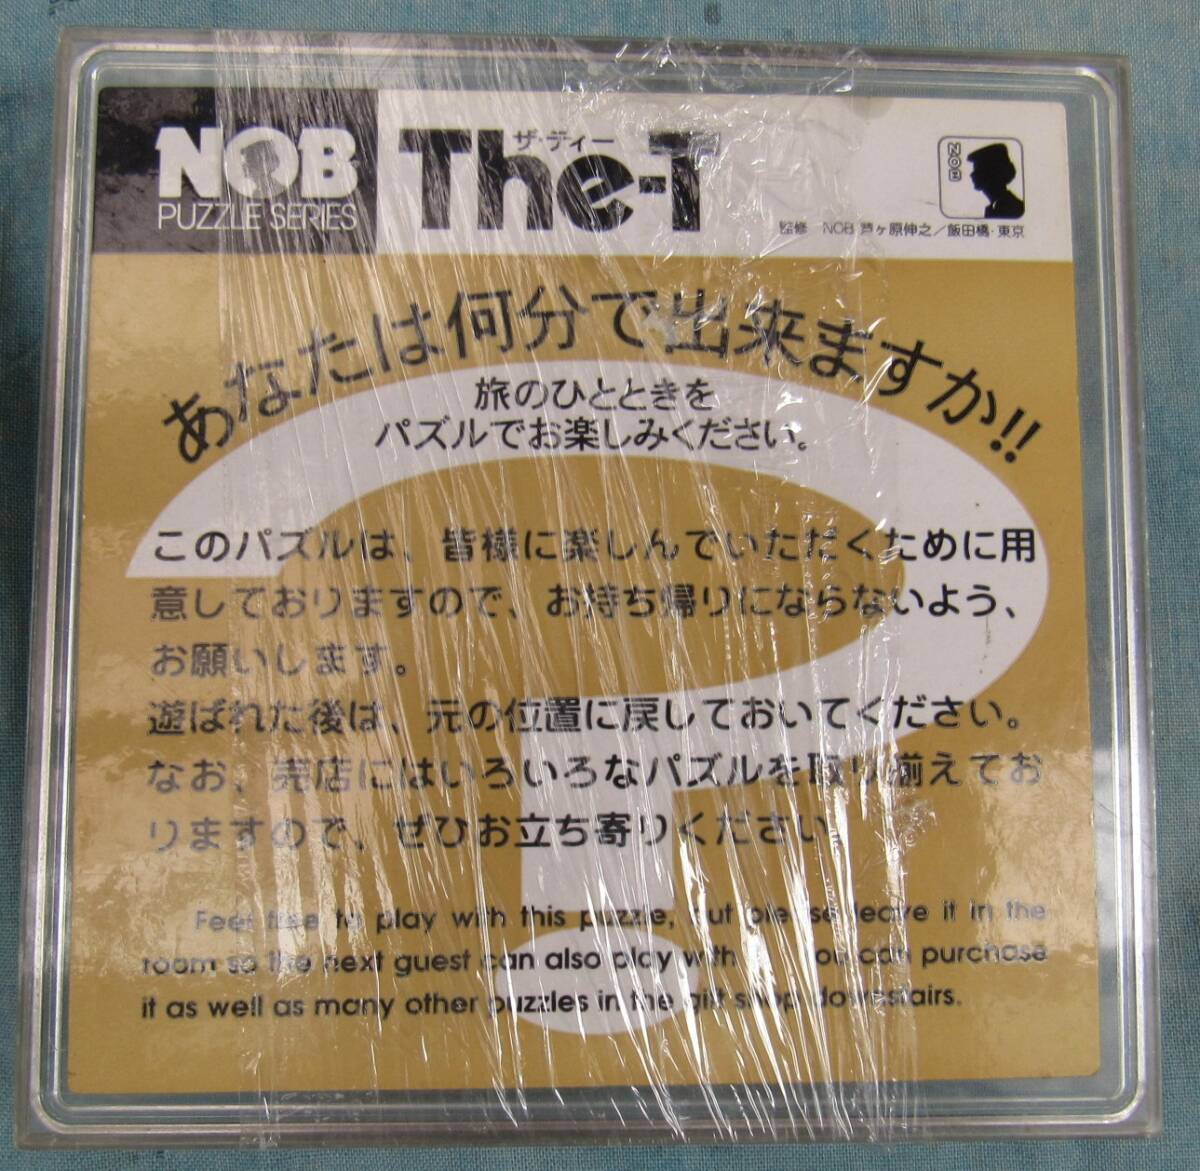 NOB
PUZZLE SERIES
ザ・ティー
The-T
NOB
監修 NOB 芦ヶ原伸之/飯田橋・東京
あなたは何分で出来ますか!!
旅のひとときを
パズルでお楽しみください。
このパズルは、皆様に楽しんでいただくために用
意しておりますので、お持ち帰りにならないよう、
お願いします。
遊ばれた後は、元の位置に戻しておいてください。
なお、売店にはいろいろなパズルを取り揃えてお
りますので、ぜひお立ち寄りください。
Feel free to play with this puzzle, but please leave it in the
room so the next guest can also play with You can purchase
it as well as many other puzzles in the gift shop downstairs.